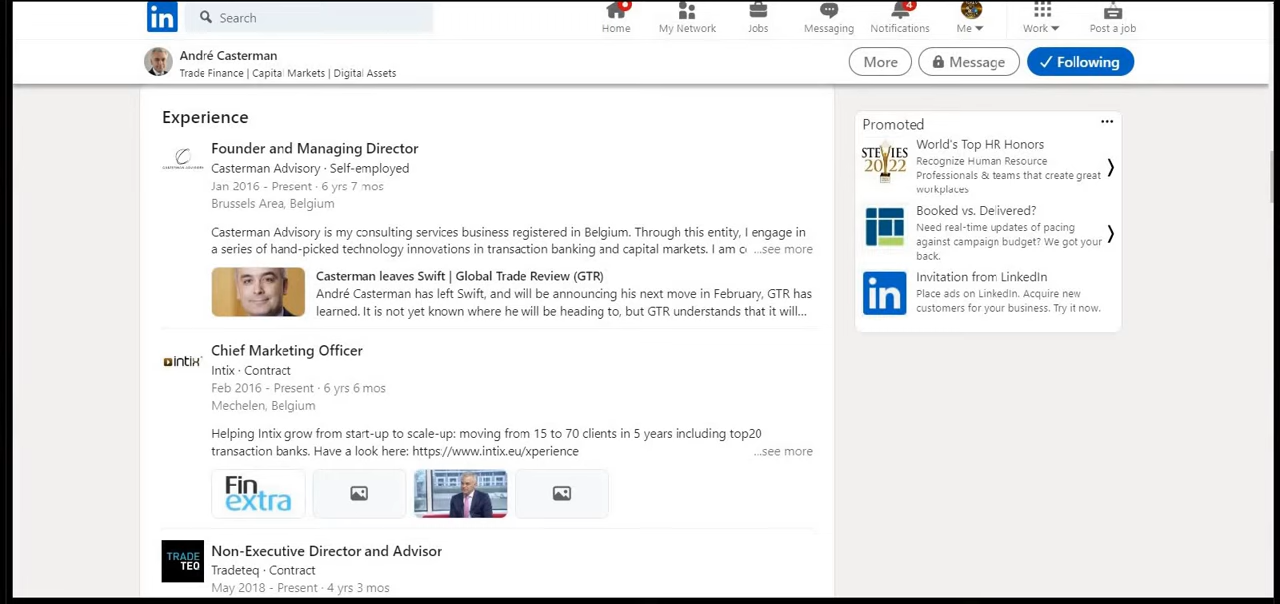 in
Search
Home
My Network
Jobs
Messaging
4
Notifications
Me
Work
Post a job
André Casterman
Trade Finance | Capital Markets | Digital Assets
More
Message
✓ Following
Experience
Founder and Managing Director
CASTERMAN ADVISORY
Casterman Advisory · Self-employed
Jan 2016 - Present · 6 yrs 7 mos
Brussels Area, Belgium
Casterman Advisory is my consulting services business registered in Belgium. Through this entity, I engage in
a series of hand-picked technology innovations in transaction banking and capital markets. I am c ...see more
Casterman leaves Swift | Global Trade Review (GTR)
André Casterman has left Swift, and will be announcing his next move in February, GTR has
learned. It is not yet known where he will be heading to, but GTR understands that it will...
intix
Chief Marketing Officer
Intix · Contract
Feb 2016 - Present · 6 yrs 6 mos
Mechelen, Belgium
Helping Intix grow from start-up to scale-up: moving from 15 to 70 clients in 5 years including top20
transaction banks. Have a look here: https://www.intix.eu/xperience ...see more
Fin
extra
TRADE
TEQ
Non-Executive Director and Advisor
Tradeteq · Contract
May 2018 - Present · 4 yrs 3 mos
Promoted
STEVIES
2022
World's Top HR Honors
Recognize Human Resource
Professionals & teams that create great
workplaces
Booked vs. Delivered?
Need real-time updates of pacing
against campaign budget? We got your
back.
in
Invitation from LinkedIn
Place ads on LinkedIn. Acquire new
customers for your business. Try it now.